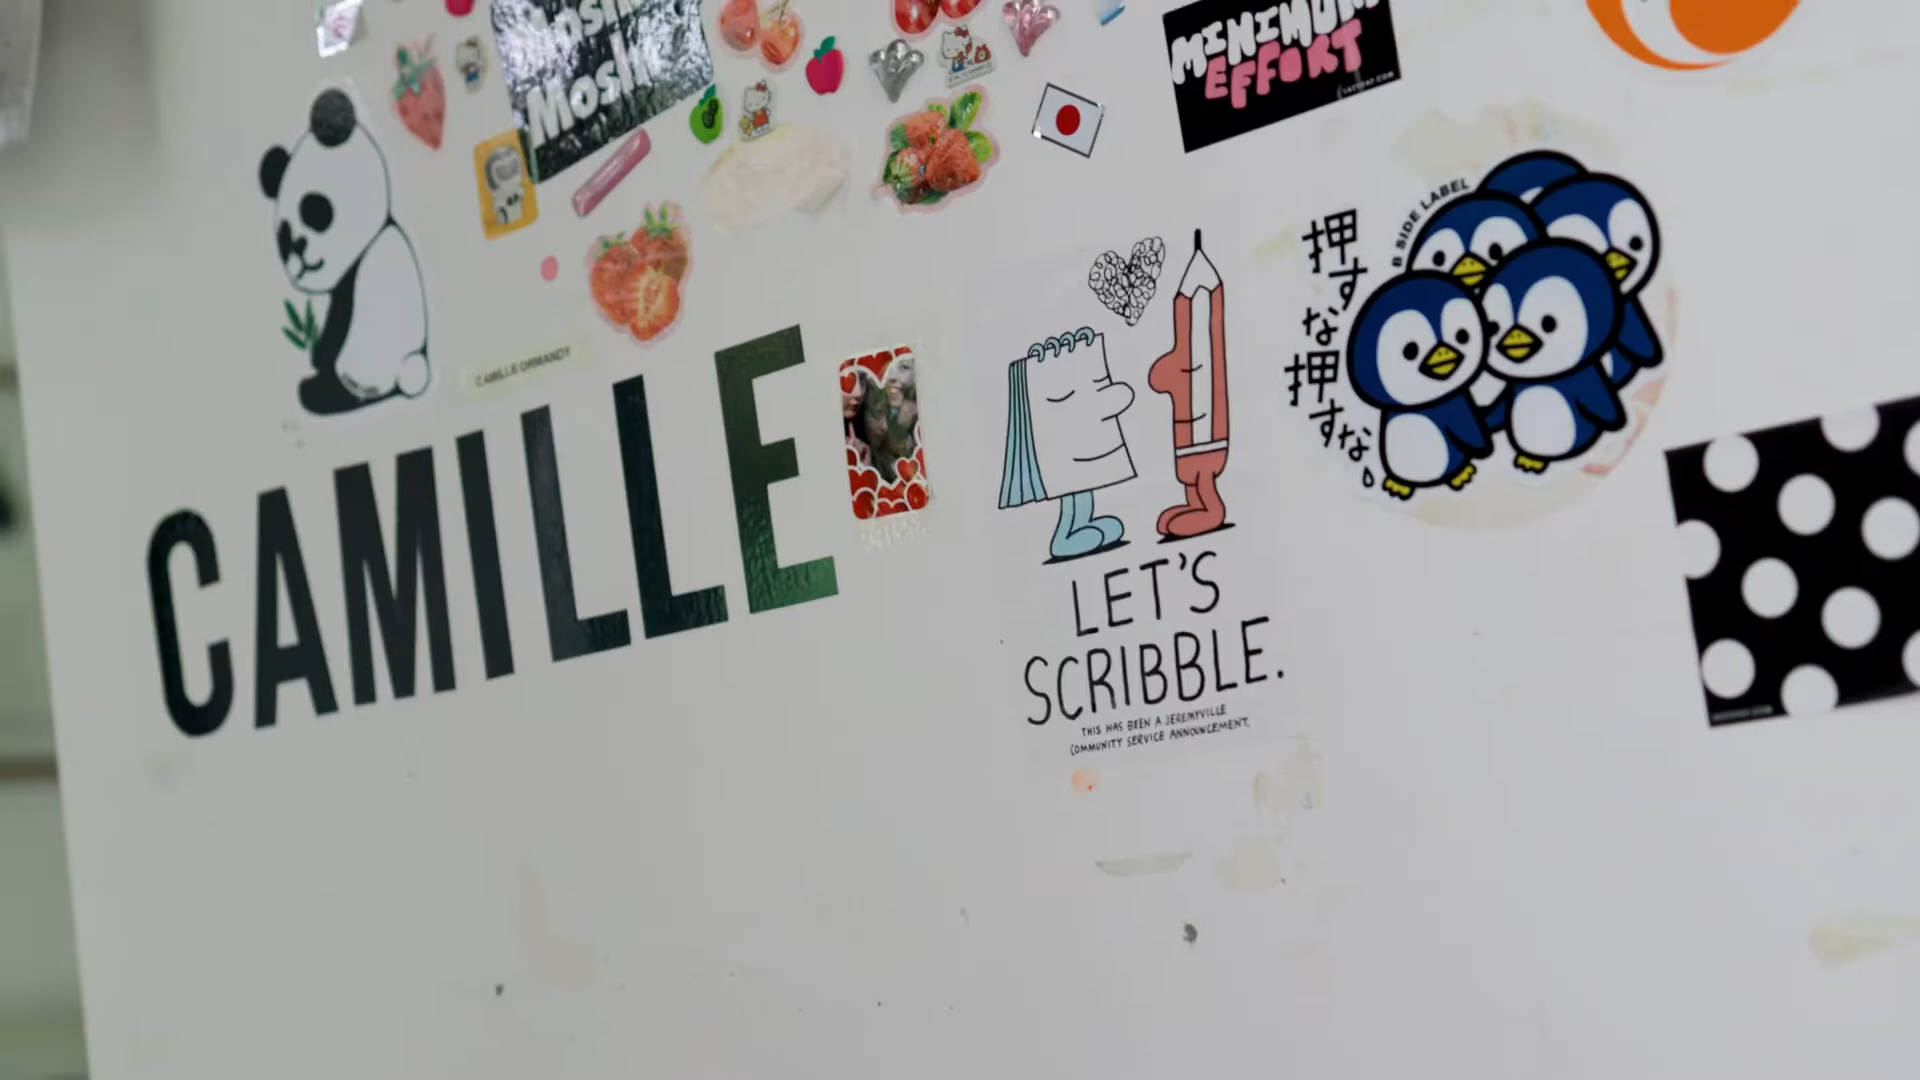 Moshi
Moshi
MINIMUM
EFFORT
B SIDE LABEL
押す
な
押
すな。
CAMILLE ORMANDY
CAMILLE
LET'S
SCRIBBLE.
THIS HAS BEEN A JEREMYVILLE
COMMUNITY SERVICE ANNOUNCEMENT.